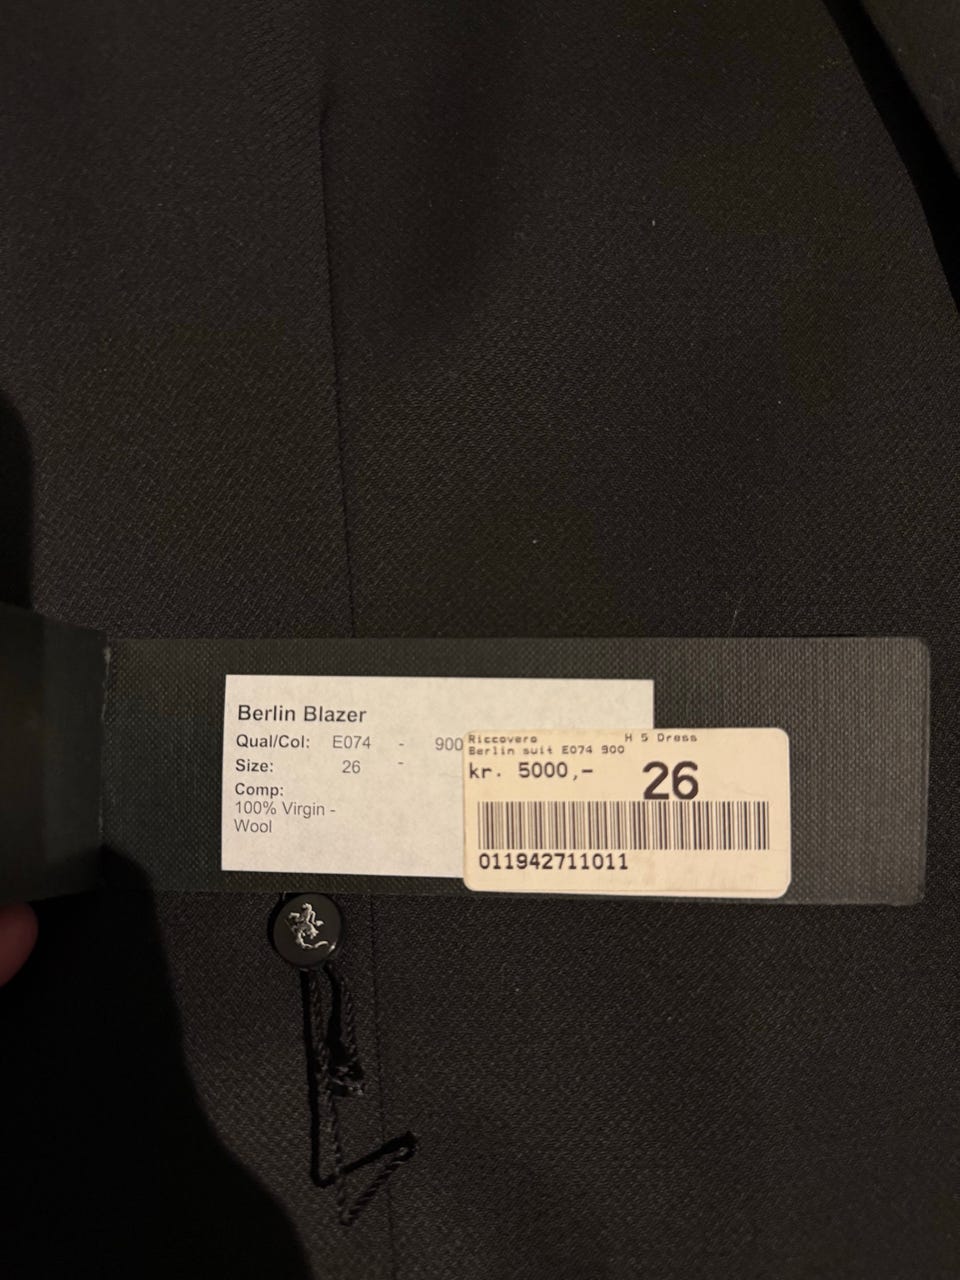 Berlin Blazer
Qual/Col: E074 - 900
Size: 26 -
Comp:
100% Virgin -
Wool
Riccovero H 5 Dress
Berlin suit E074 900
kr. 5000,- 26
011942711011